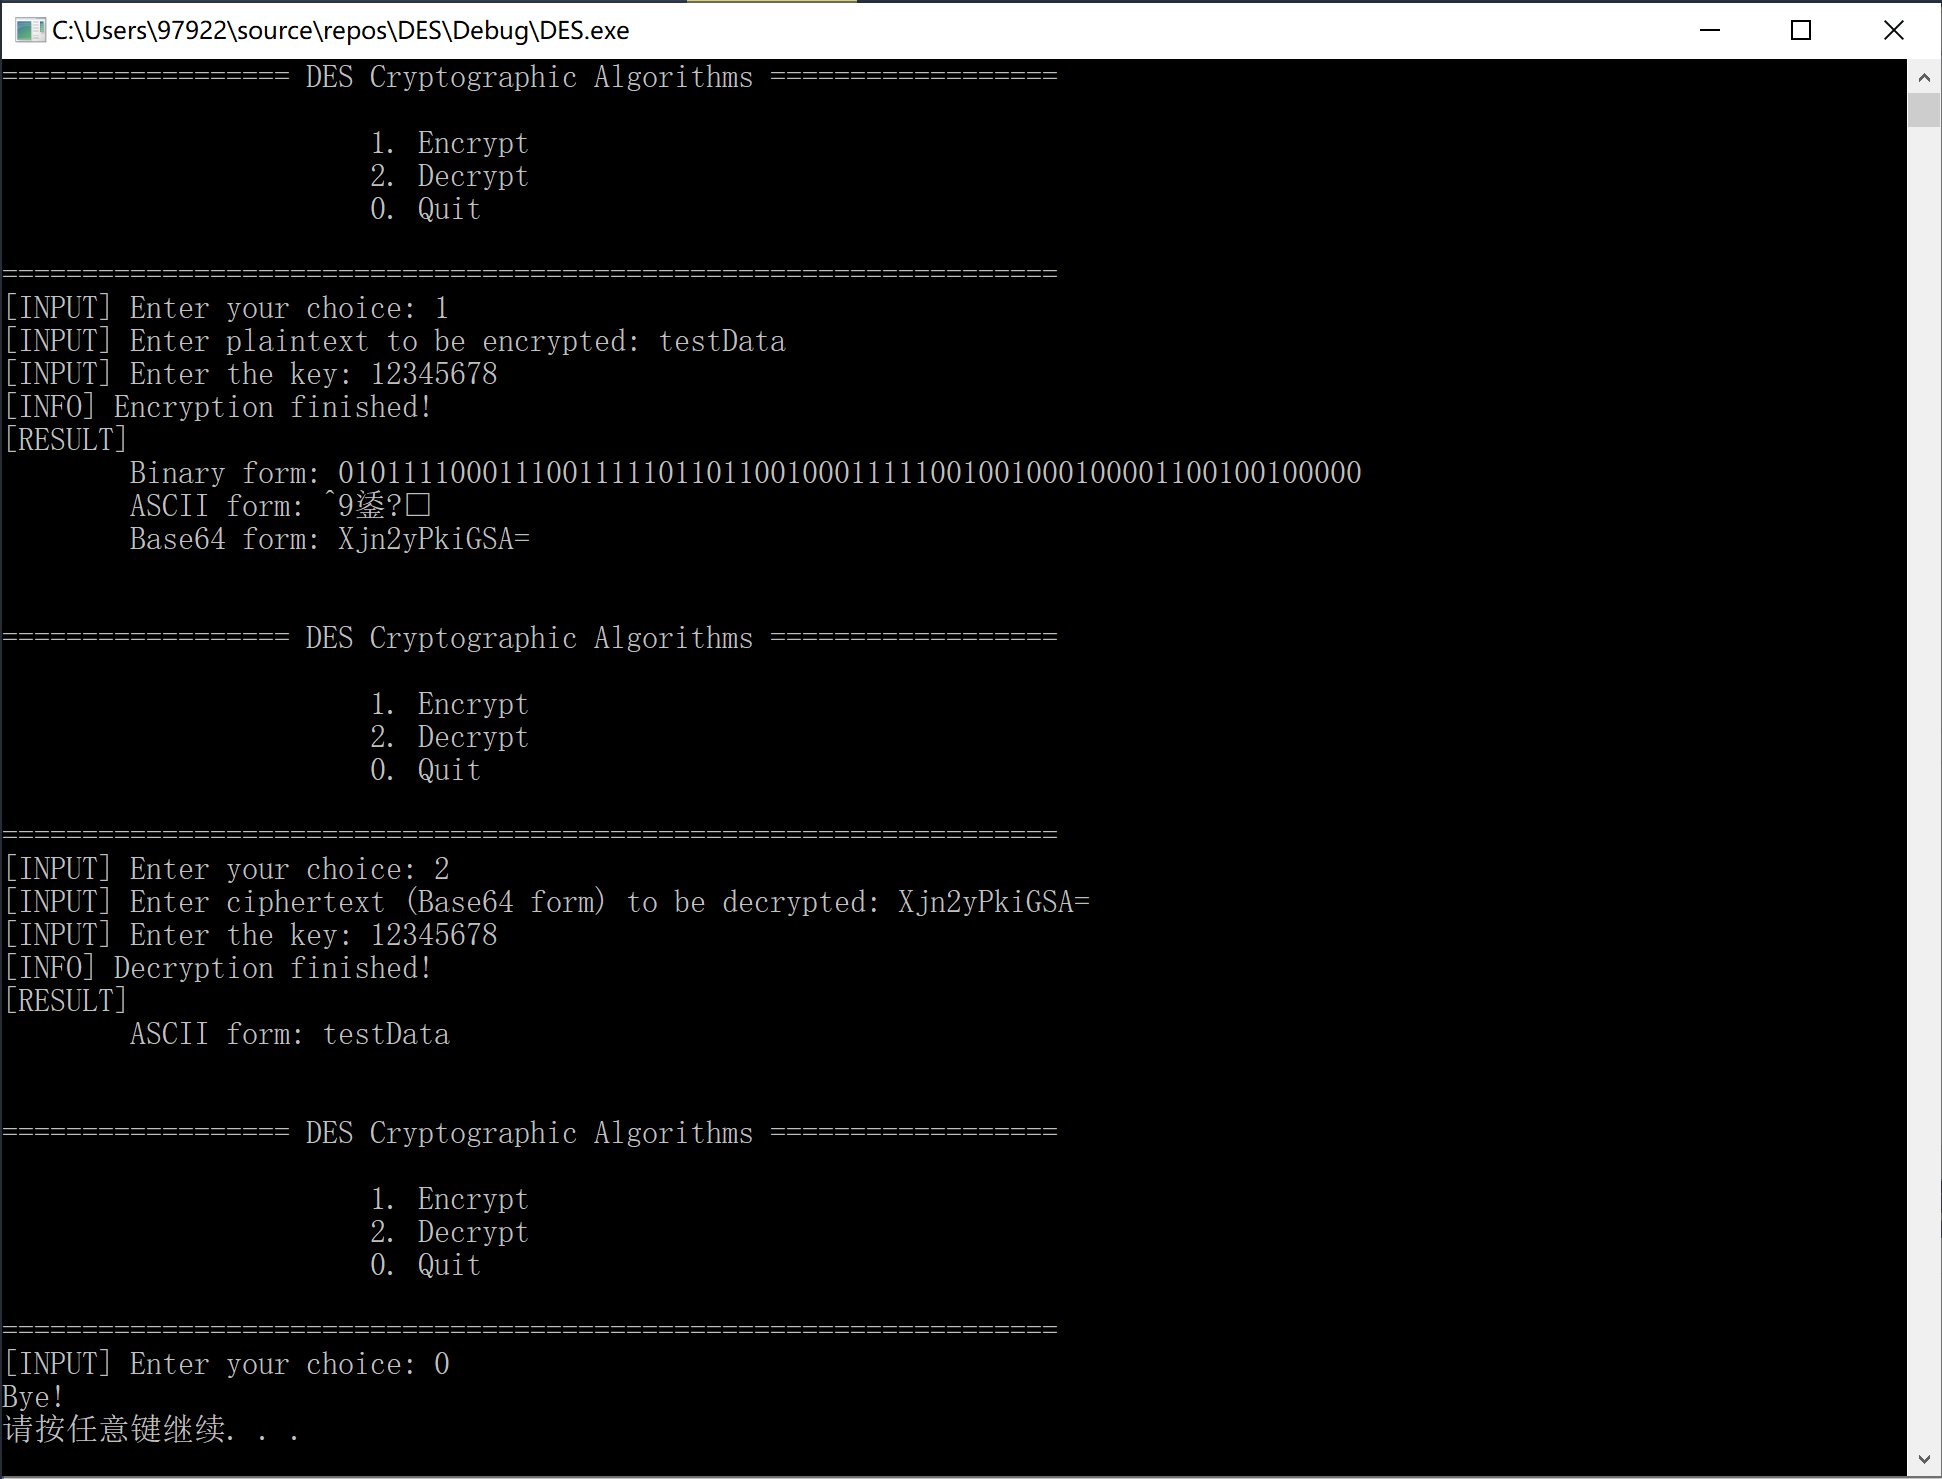 C:\Users\97922\source\repos\DES\Debug\DES.exe
================== DES Cryptographic Algorithms ==================
1. Encrypt
2. Decrypt
0. Quit
==================================================================
[INPUT] Enter your choice: 1
[INPUT] Enter plaintext to be encrypted: testData
[INPUT] Enter the key: 12345678
[INFO] Encryption finished!
[RESULT]
Binary form: 0101111000111001111101101100100011111001001000100001100100100000
ASCII form: ^9鋈?□
Base64 form: Xjn2yPkiGSA=
================== DES Cryptographic Algorithms ==================
1. Encrypt
2. Decrypt
0. Quit
==================================================================
[INPUT] Enter your choice: 2
[INPUT] Enter ciphertext (Base64 form) to be decrypted: Xjn2yPkiGSA=
[INPUT] Enter the key: 12345678
[INFO] Decryption finished!
[RESULT]
ASCII form: testData
================== DES Cryptographic Algorithms ==================
1. Encrypt
2. Decrypt
0. Quit
==================================================================
[INPUT] Enter your choice: 0
Bye!
请按任意键继续. . .